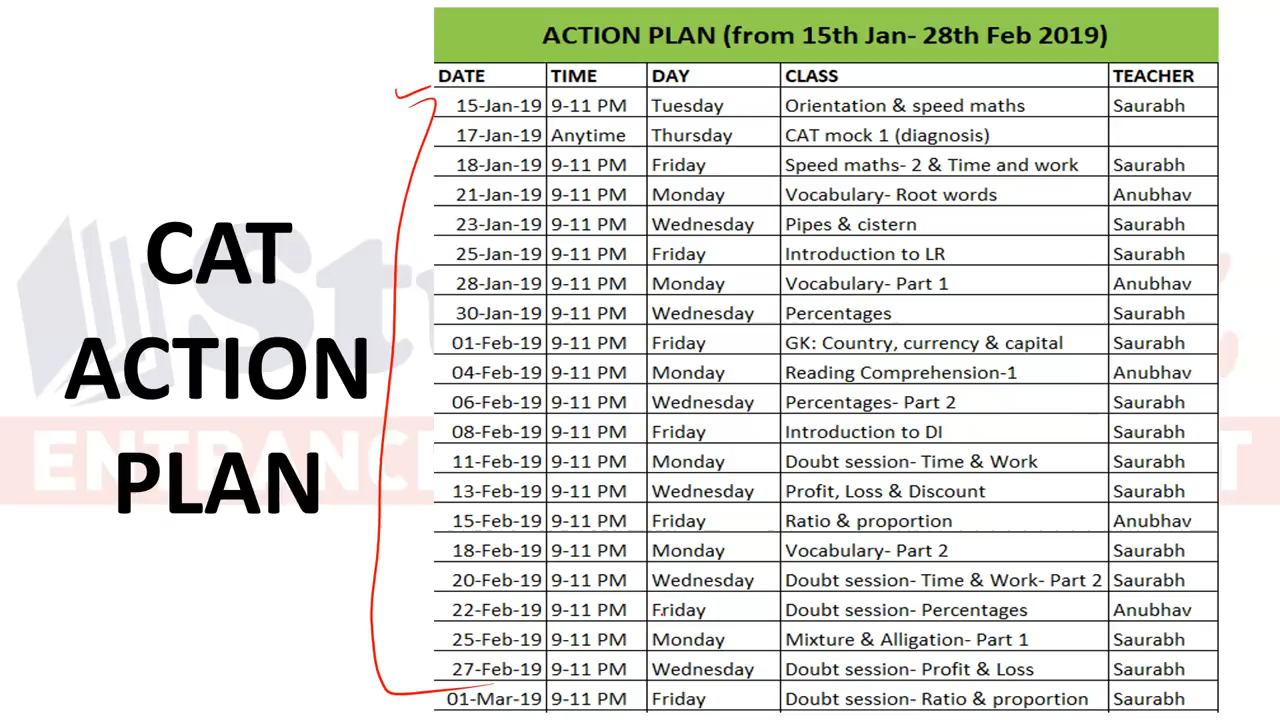 CAT
ACTION
PLAN
ACTION PLAN (from 15th Jan- 28th Feb 2019)
DATE TIME DAY CLASS TEACHER
15-Jan-19 9-11 PM Tuesday Orientation & speed maths Saurabh
17-Jan-19 Anytime Thursday CAT mock 1 (diagnosis)
18-Jan-19 9-11 PM Friday Speed maths- 2 & Time and work Saurabh
21-Jan-19 9-11 PM Monday Vocabulary- Root words Anubhav
23-Jan-19 9-11 PM Wednesday Pipes & cistern Saurabh
25-Jan-19 9-11 PM Friday Introduction to LR Saurabh
28-Jan-19 9-11 PM Monday Vocabulary- Part 1 Anubhav
30-Jan-19 9-11 PM Wednesday Percentages Saurabh
01-Feb-19 9-11 PM Friday GK: Country, currency & capital Saurabh
04-Feb-19 9-11 PM Monday Reading Comprehension-1 Anubhav
06-Feb-19 9-11 PM Wednesday Percentages- Part 2 Saurabh
08-Feb-19 9-11 PM Friday Introduction to DI Saurabh
11-Feb-19 9-11 PM Monday Doubt session- Time & Work Saurabh
13-Feb-19 9-11 PM Wednesday Profit, Loss & Discount Saurabh
15-Feb-19 9-11 PM Friday Ratio & proportion Anubhav
18-Feb-19 9-11 PM Monday Vocabulary- Part 2 Saurabh
20-Feb-19 9-11 PM Wednesday Doubt session- Time & Work- Part 2 Saurabh
22-Feb-19 9-11 PM Friday Doubt session- Percentages Anubhav
25-Feb-19 9-11 PM Monday Mixture & Alligation- Part 1 Saurabh
27-Feb-19 9-11 PM Wednesday Doubt session- Profit & Loss Saurabh
01-Mar-19 9-11 PM Friday Doubt session- Ratio & proportion Saurabh